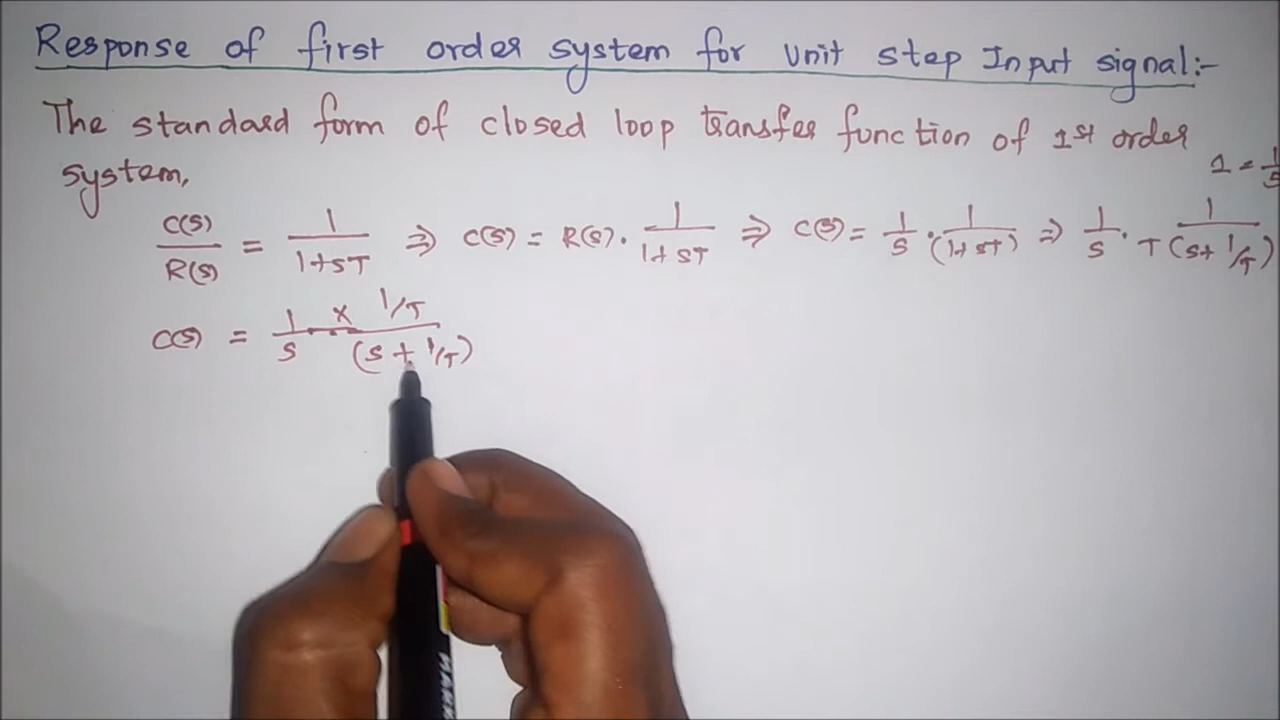 Response of first order system for unit step Input signal:-
The standard form of closed loop transfer function of 1st order
system,
1 = 1/s
C(s)/R(s) = 1/(1+sT) ⇒ C(s) = R(s) · 1/(1+sT) ⇒ C(s) = 1/s · 1/(1+sT) ⇒ 1/s · 1/T(s+1/T)
C(s) = 1/s × 1/T/(s+1/T)